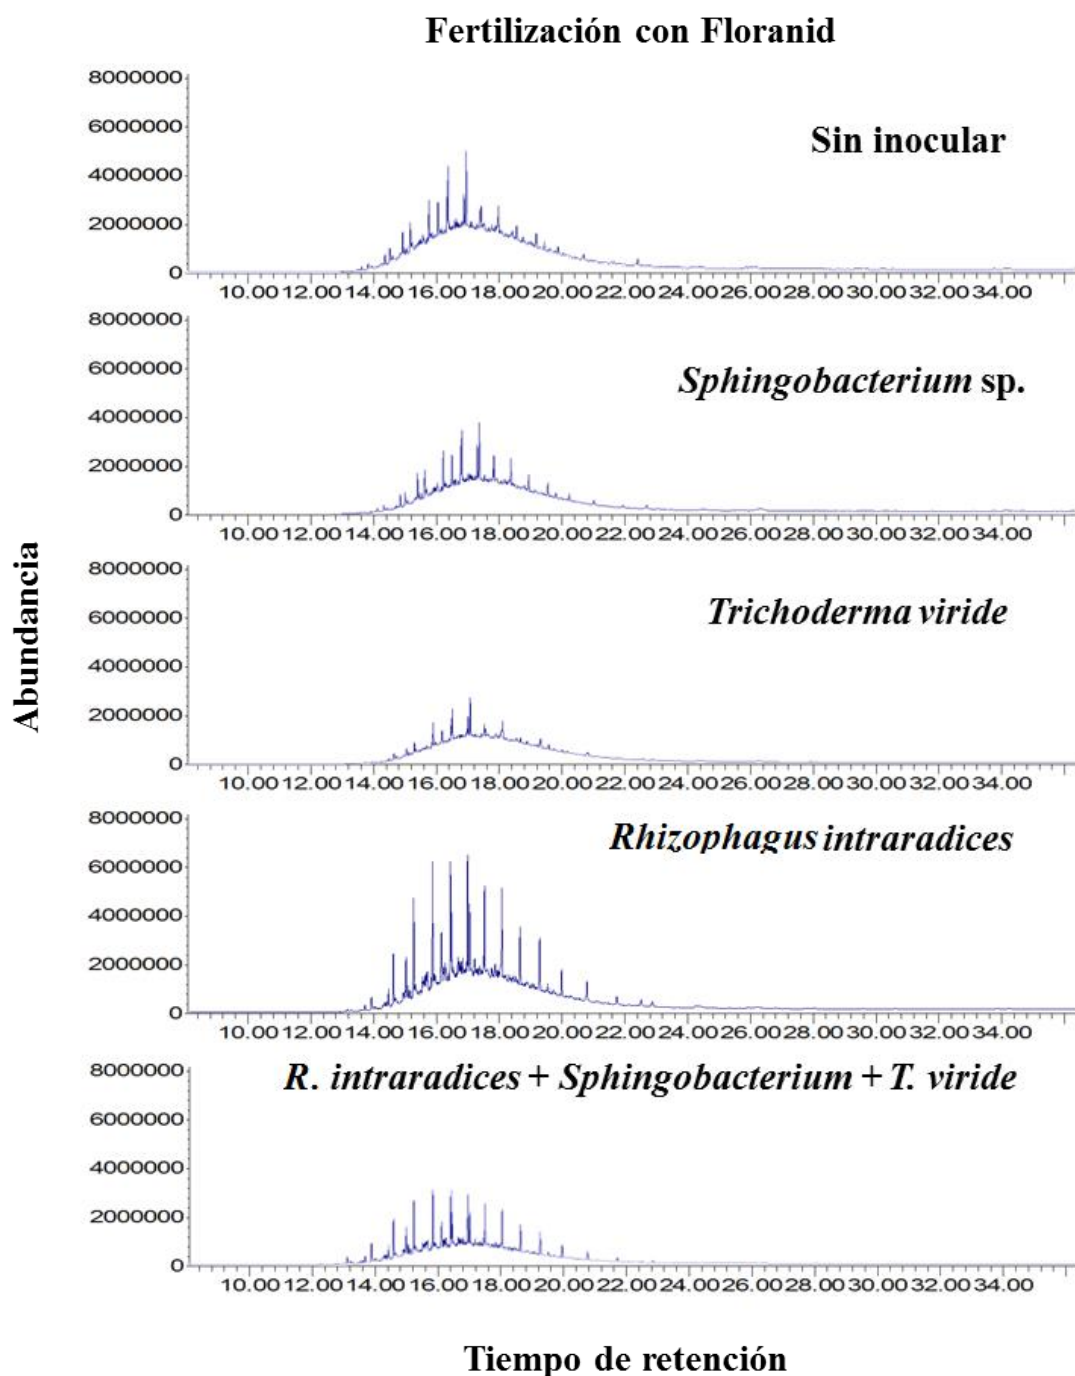 Fertilización con Floranid
8000000
6000000
Sin inocular
4000000
2000000
0
10.00 12.00 14.00 16.00 18.00 20.00 22.00 24.00 26.00 28.00 30.00 32.00 34.00
8000000
6000000
Sphingobacterium sp.
4000000
2000000
0
10.00 12.00 14.00 16.00 18.00 20.00 22.00 24.00 26.00 28.00 30.00 32.00 34.00
8000000
Trichoderma viride
6000000
4000000
2000000
0
10.00 12.00 14.00 16.00 18.00 20.00 22.00 24.00 26.00 28.00 30.00 32.00 34.00
Abundancia
8000000
Rhizophagus intraradices
6000000
4000000
2000000
0
10.00 12.00 14.00 16.00 18.00 20.00 22.00 24.00 26.00 28.00 30.00 32.00 34.00
8000000
R. intraradices + Sphingobacterium + T. viride
6000000
4000000
2000000
0
10.00 12.00 14.00 16.00 18.00 20.00 22.00 24.00 26.00 28.00 30.00 32.00 34.00
Tiempo de retención